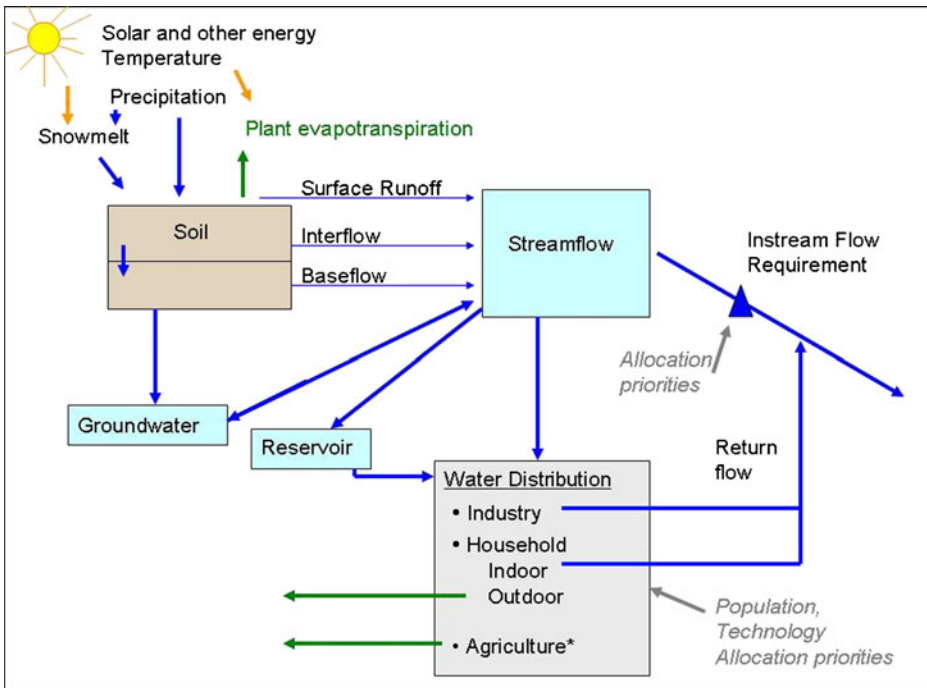 Solar and other energy
Temperature
Precipitation
Snowmelt
Plant evapotranspiration
Surface Runoff
Soil
Interflow
Baseflow
Streamflow
Instream Flow
Requirement
Allocation
priorities
Groundwater
Reservoir
Return
flow
Water Distribution
• Industry
• Household
Indoor
Outdoor
• Agriculture*
Population,
Technology
Allocation priorities